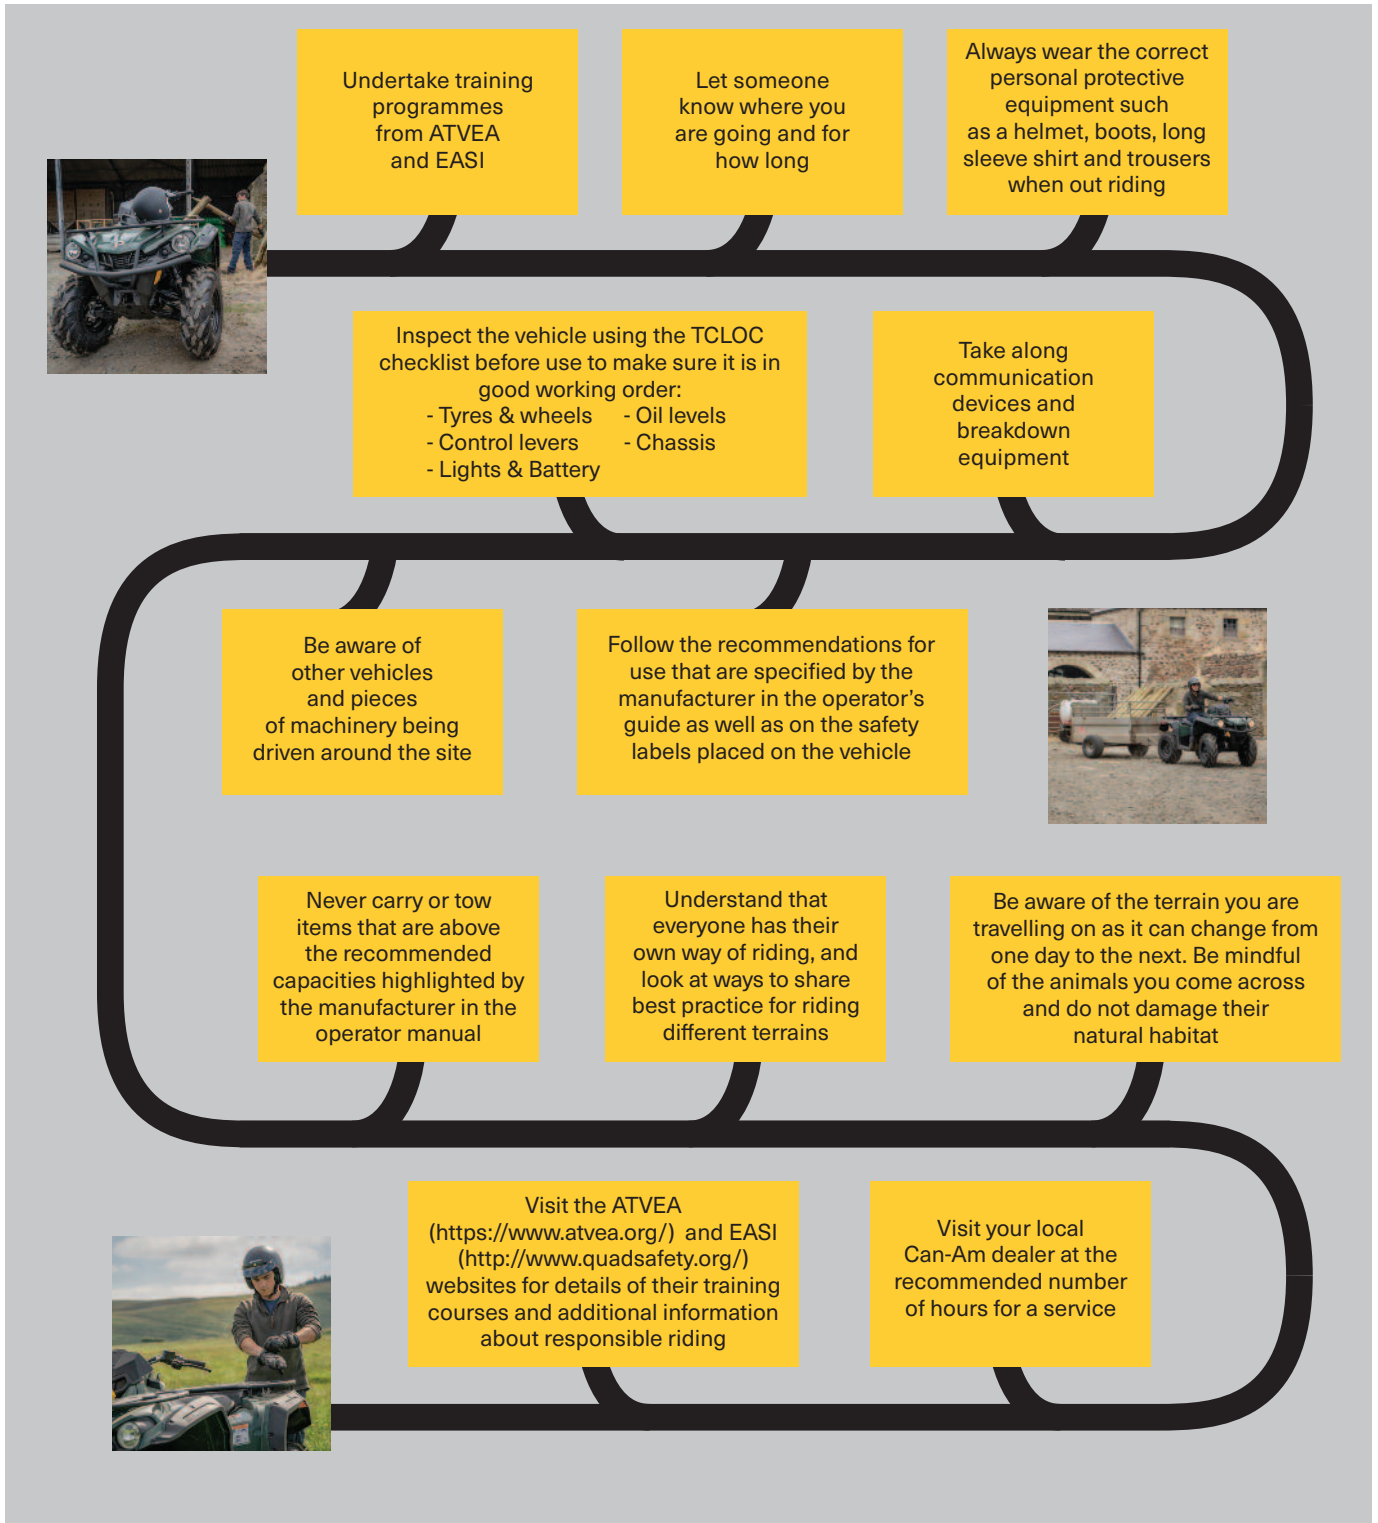 Undertake training
programmes
from ATVEA
and EASI
Let someone
know where you
are going and for
how long
Always wear the correct
personal protective
equipment such
as a helmet, boots, long
sleeve shirt and trousers
when out riding
Inspect the vehicle using the TCLOC
checklist before use to make sure it is in
good working order:
- Tyres & wheels - Oil levels
- Control levers - Chassis
- Lights & Battery
Take along
communication
devices and
breakdown
equipment
Be aware of
other vehicles
and pieces
of machinery being
driven around the site
Follow the recommendations for
use that are specified by the
manufacturer in the operator’s
guide as well as on the safety
labels placed on the vehicle
Never carry or tow
items that are above
the recommended
capacities highlighted by
the manufacturer in the
operator manual
Understand that
everyone has their
own way of riding, and
look at ways to share
best practice for riding
different terrains
Be aware of the terrain you are
travelling on as it can change from
one day to the next. Be mindful
of the animals you come across
and do not damage their
natural habitat
Visit the ATVEA
(https://www.atvea.org/) and EASI
(http://www.quadsafety.org/)
websites for details of their training
courses and additional information
about responsible riding
Visit your local
Can-Am dealer at the
recommended number
of hours for a service